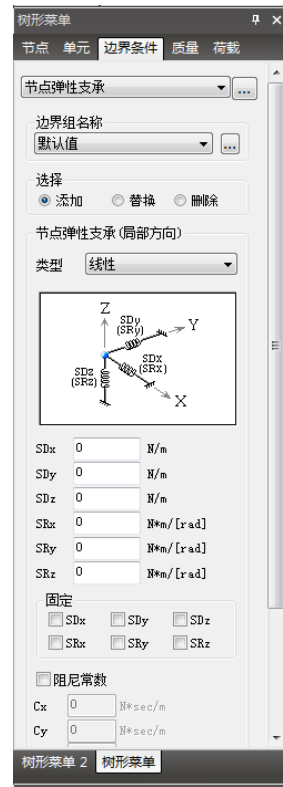 树形菜单
节点 单元 边界条件 质量 荷载
节点弹性支承 ...
边界组名称
默认值 ...
选择
添加 替换 删除
节点弹性支承(局部方向)
类型 线性
Z
SDy
(SRy)
Y
SDx
(SRx)
SDz
(SRz)
X
SDx 0 N/m
SDy 0 N/m
SDz 0 N/m
SRx 0 N*m/[rad]
SRy 0 N*m/[rad]
SRz 0 N*m/[rad]
固定
SDx SDy SDz
SRx SRy SRz
阻尼常数
Cx 0 N*sec/m
Cy 0 N*sec/m
树形菜单 2 树形菜单